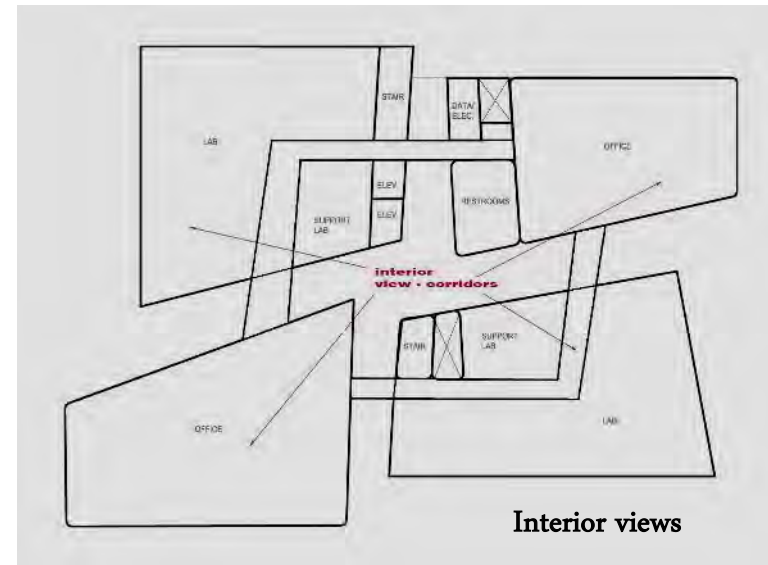 STAIR
DATA/
ELEC.
LAB
OFFICE
ELEV.
RESTROOMS
ELEV.
SUPPORT
LAB
interior
view - corridors
STAIR
SUPPORT
LAB
OFFICE
LAB
Interior views